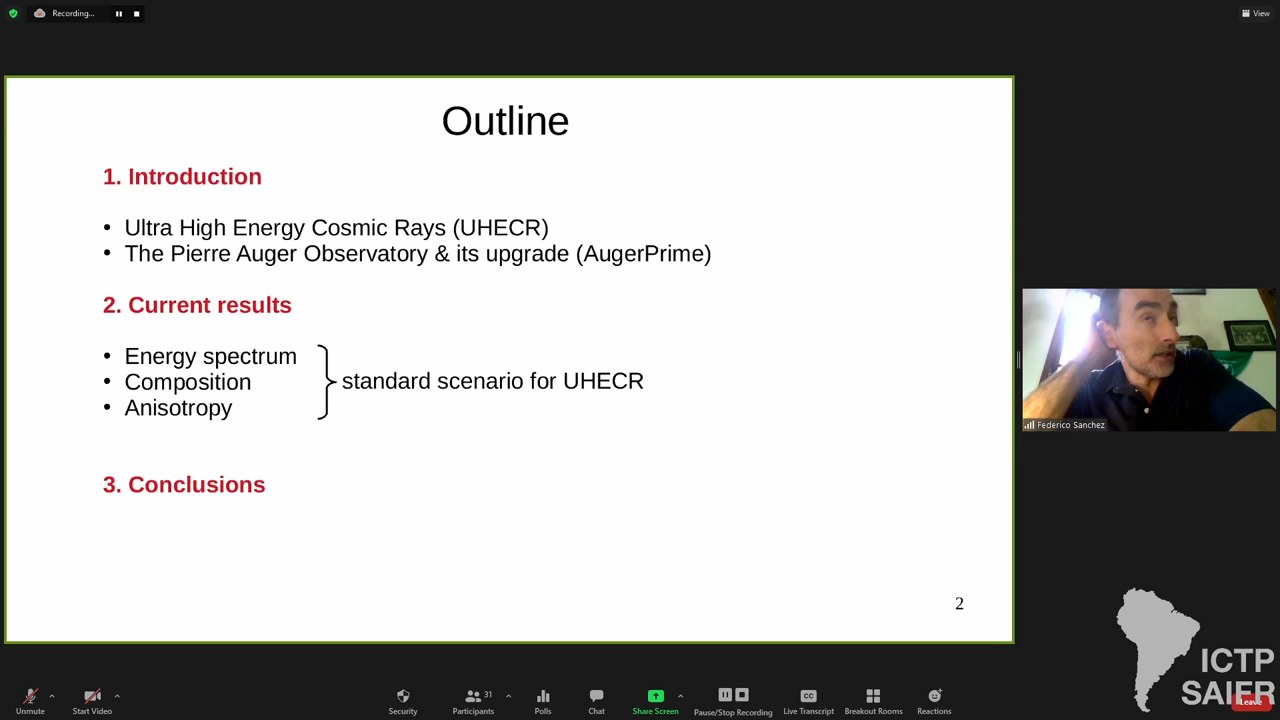 Recording...
View
Outline
1. Introduction
• Ultra High Energy Cosmic Rays (UHECR)
• The Pierre Auger Observatory & its upgrade (AugerPrime)
2. Current results
• Energy spectrum
• Composition
• Anisotropy
standard scenario for UHECR
3. Conclusions
2
Federico Sanchez
ICTP
SAIFR
Unmute
Start Video
Security
Participants
31
Polls
Chat
Share Screen
Pause/Stop Recording
CC
Live Transcript
Breakout Rooms
Reactions
Leave